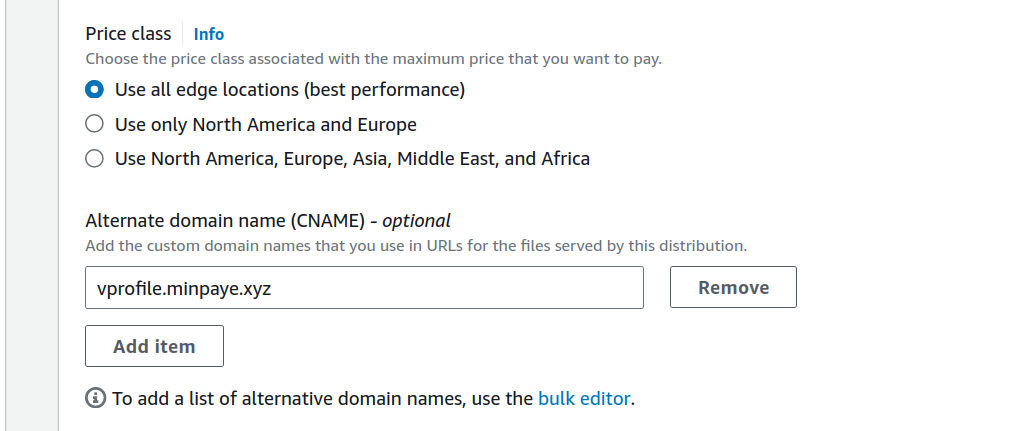 Price class Info
Choose the price class associated with the maximum price that you want to pay.
Use all edge locations (best performance)
Use only North America and Europe
Use North America, Europe, Asia, Middle East, and Africa
Alternate domain name (CNAME) - optional
Add the custom domain names that you use in URLs for the files served by this distribution.
vprofile.minpaye.xyz Remove
Add item
To add a list of alternative domain names, use the bulk editor.